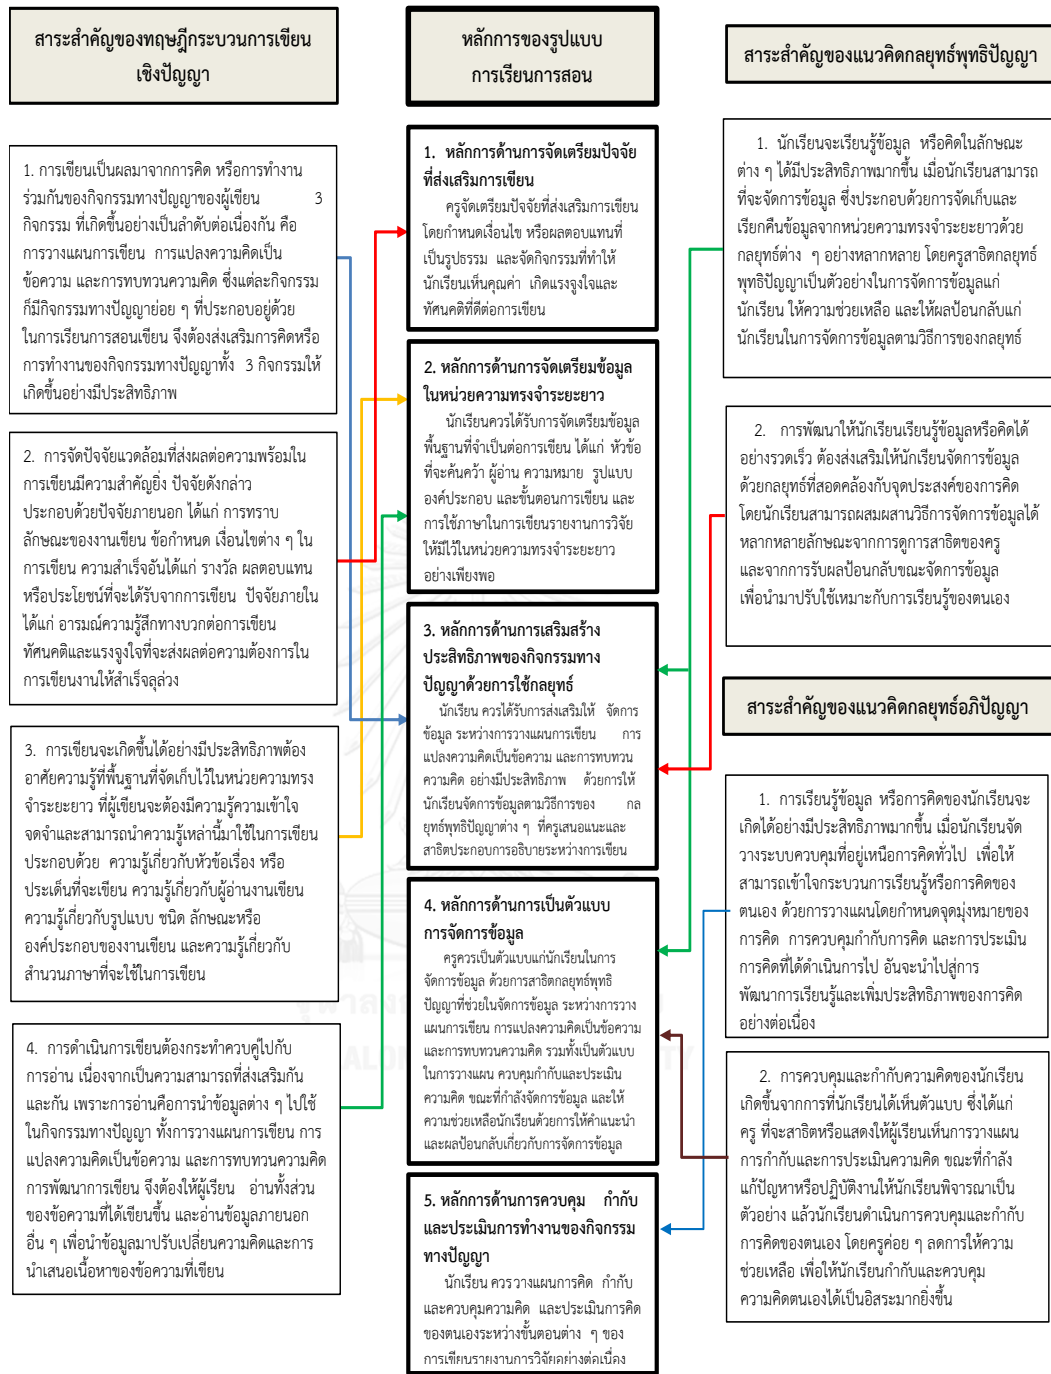 สาระสำคัญของทฤษฎีกระบวนการเขียน
เชิงปัญญา
1. การเขียนเป็นผลมาจากการคิด หรือการทำงาน
ร่วมกันของกิจกรรมทางปัญญาของผู้เขียน 3
กิจกรรม ที่เกิดขึ้นอย่างเป็นลำดับต่อเนื่องกัน คือ
การวางแผนการเขียน การแปลงความคิดเป็น
ข้อความ และการทบทวนความคิด ซึ่งแต่ละกิจกรรม
ก็มีกิจกรรมทางปัญญาย่อย ๆ ที่ประกอบอยู่ด้วย
ในการเรียนการสอนเขียน จึงต้องส่งเสริมการคิดหรือ
การทำงานของกิจกรรมทางปัญญาทั้ง 3 กิจกรรมให้
เกิดขึ้นอย่างมีประสิทธิภาพ
2. การจัดปัจจัยแวดล้อมที่ส่งผลต่อความพร้อมใน
การเขียนมีความสำคัญยิ่ง ปัจจัยดังกล่าว
ประกอบด้วยปัจจัยภายนอก ได้แก่ การทราบ
ลักษณะของงานเขียน ข้อกำหนด เงื่อนไขต่าง ๆ ใน
การเขียน ความสำเร็จอันได้แก่ รางวัล ผลตอบแทน
หรือประโยชน์ที่จะได้รับจากการเขียน ปัจจัยภายใน
ได้แก่ อารมณ์ความรู้สึกทางบวกต่อการเขียน
ทัศนคติและแรงจูงใจที่จะส่งผลต่อความต้องการใน
การเขียนงานให้สำเร็จลุล่วง
3. การเขียนจะเกิดขึ้นได้อย่างมีประสิทธิภาพต้อง
อาศัยความรู้ที่พื้นฐานที่จัดเก็บไว้ในหน่วยความทรง
จำระยะยาว ที่ผู้เขียนจะต้องมีความรู้ความเข้าใจ
จดจำและสามารถนำความรู้เหล่านี้มาใช้ในการเขียน
ประกอบด้วย ความรู้เกี่ยวกับหัวข้อเรื่อง หรือ
ประเด็นที่จะเขียน ความรู้เกี่ยวกับผู้อ่านงานเขียน
ความรู้เกี่ยวกับรูปแบบ ชนิด ลักษณะหรือ
องค์ประกอบของงานเขียน และความรู้เกี่ยวกับ
สำนวนภาษาที่จะใช้ในการเขียน
4. การดำเนินการเขียนต้องกระทำควบคู่ไปกับ
การอ่าน เนื่องจากเป็นความสามารถที่ส่งเสริมกัน
และกัน เพราะการอ่านคือการนำข้อมูลต่าง ๆ ไปใช้
ในกิจกรรมทางปัญญา ทั้งการวางแผนการเขียน การ
แปลงความคิดเป็นข้อความ และการทบทวนความคิด
การพัฒนาการเขียน จึงต้องให้ผู้เรียน อ่านทั้งส่วน
ของข้อความที่ได้เขียนขึ้น และอ่านข้อมูลภายนอก
อื่น ๆ เพื่อนำข้อมูลมาปรับเปลี่ยนความคิดและการ
นำเสนอเนื้อหาของข้อความที่เขียน
หลักการของรูปแบบ
การเรียนการสอน
1. หลักการด้านการจัดเตรียมปัจจัย
ที่ส่งเสริมการเขียน
ครูจัดเตรียมปัจจัยที่ส่งเสริมการเขียน
โดยกำหนดเงื่อนไข หรือผลตอบแทนที่
เป็นรูปธรรม และจัดกิจกรรมที่ทำให้
นักเรียนเห็นคุณค่า เกิดแรงจูงใจและ
ทัศนคติที่ดีต่อการเขียน
2. หลักการด้านการจัดเตรียมข้อมูล
ในหน่วยความทรงจำระยะยาว
นักเรียนควรได้รับการจัดเตรียมข้อมูล
พื้นฐานที่จำเป็นต่อการเขียน ได้แก่ หัวข้อ
ที่จะค้นคว้า ผู้อ่าน ความหมาย รูปแบบ
องค์ประกอบ และขั้นตอนการเขียน และ
การใช้ภาษาในการเขียนรายงานการวิจัย
ให้มีไว้ในหน่วยความทรงจำระยะยาว
อย่างเพียงพอ
3. หลักการด้านการเสริมสร้าง
ประสิทธิภาพของกิจกรรมทาง
ปัญญาด้วยการใช้กลยุทธ์
นักเรียน ควรได้รับการส่งเสริมให้ จัดการ
ข้อมูล ระหว่างการวางแผนการเขียน การ
แปลงความคิดเป็นข้อความ และการทบทวน
ความคิด อย่างมีประสิทธิภาพ ด้วยการให้
นักเรียนจัดการข้อมูลตามวิธีการของ กล
ยุทธ์พุทธิปัญญาต่าง ๆ ที่ครูเสนอแนะและ
สาธิตประกอบการอธิบายระหว่างการเขียน
4. หลักการด้านการเป็นตัวแบบ
การจัดการข้อมูล
ครูควรเป็นตัวแบบแก่นักเรียนในการ
จัดการข้อมูล ด้วยการสาธิตกลยุทธ์พุทธิ
ปัญญาที่ช่วยในจัดการข้อมูล ระหว่างการวาง
แผนการเขียน การแปลงความคิดเป็นข้อความ
และการทบทวนความคิด รวมทั้งเป็นตัวแบบ
ในการวางแผน ควบคุมกำกับและประเมิน
ความคิด ขณะที่กำลังจัดการข้อมูล และให้
ความช่วยเหลือนักเรียนด้วยการให้คำแนะนำ
และผลป้อนกลับเกี่ยวกับการจัดการข้อมูล
5. หลักการด้านการควบคุม กำกับ
และประเมินการทำงานของกิจกรรม
ทางปัญญา
นักเรียน ควรวางแผนการคิด กำกับ
และควบคุมความคิด และประเมินการคิด
ของตนเองระหว่างขั้นตอนต่าง ๆ ของ
การเขียนรายงานการวิจัยอย่างต่อเนื่อง
สาระสำคัญของแนวคิดกลยุทธ์พุทธิปัญญา
1. นักเรียนจะเรียนรู้ข้อมูล หรือคิดในลักษณะ
ต่าง ๆ ได้มีประสิทธิภาพมากขึ้น เมื่อนักเรียนสามารถ
ที่จะจัดการข้อมูล ซึ่งประกอบด้วยการจัดเก็บและ
เรียกคืนข้อมูลจากหน่วยความทรงจำระยะยาวด้วย
กลยุทธ์ต่าง ๆ อย่างหลากหลาย โดยครูสาธิตกลยุทธ์
พุทธิปัญญาเป็นตัวอย่างในการจัดการข้อมูลแก่
นักเรียน ให้ความช่วยเหลือ และให้ผลป้อนกลับแก่
นักเรียนในการจัดการข้อมูลตามวิธีการของกลยุทธ์
2. การพัฒนาให้นักเรียนเรียนรู้ข้อมูลหรือคิดได้
อย่างรวดเร็ว ต้องส่งเสริมให้นักเรียนจัดการข้อมูล
ด้วยกลยุทธ์ที่สอดคล้องกับจุดประสงค์ของการคิด
โดยนักเรียนสามารถผสมผสานวิธีการจัดการข้อมูลได้
หลากหลายลักษณะจากการดูการสาธิตของครู
และจากการรับผลป้อนกลับขณะจัดการข้อมูล
เพื่อนำมาปรับใช้เหมาะกับการเรียนรู้ของตนเอง
สาระสำคัญของแนวคิดกลยุทธ์อภิปัญญา
1. การเรียนรู้ข้อมูล หรือการคิดของนักเรียนจะ
เกิดได้อย่างมีประสิทธิภาพมากขึ้น เมื่อนักเรียนจัด
วางระบบควบคุมที่อยู่เหนือการคิดทั่วไป เพื่อให้
สามารถเข้าใจกระบวนการเรียนรู้หรือการคิดของ
ตนเอง ด้วยการวางแผนโดยกำหนดจุดมุ่งหมายของ
การคิด การควบคุมกำกับการคิด และการประเมิน
การคิดที่ได้ดำเนินการไป อันจะนำไปสู่การ
พัฒนาการเรียนรู้และเพิ่มประสิทธิภาพของการคิด
อย่างต่อเนื่อง
2. การควบคุมและกำกับความคิดของนักเรียน
เกิดขึ้นจากการที่นักเรียนได้เห็นตัวแบบ ซึ่งได้แก่
ครู ที่จะสาธิตหรือแสดงให้ผู้เรียนเห็นการวางแผน
การกำกับและการประเมินความคิด ขณะที่กำลัง
แก้ปัญหาหรือปฏิบัติงานให้นักเรียนพิจารณาเป็น
ตัวอย่าง แล้วนักเรียนดำเนินการควบคุมและกำกับ
การคิดของตนเอง โดยครูค่อย ๆ ลดการให้ความ
ช่วยเหลือ เพื่อให้นักเรียนกำกับและควบคุม
ความคิดตนเองได้เป็นอิสระมากยิ่งขึ้น